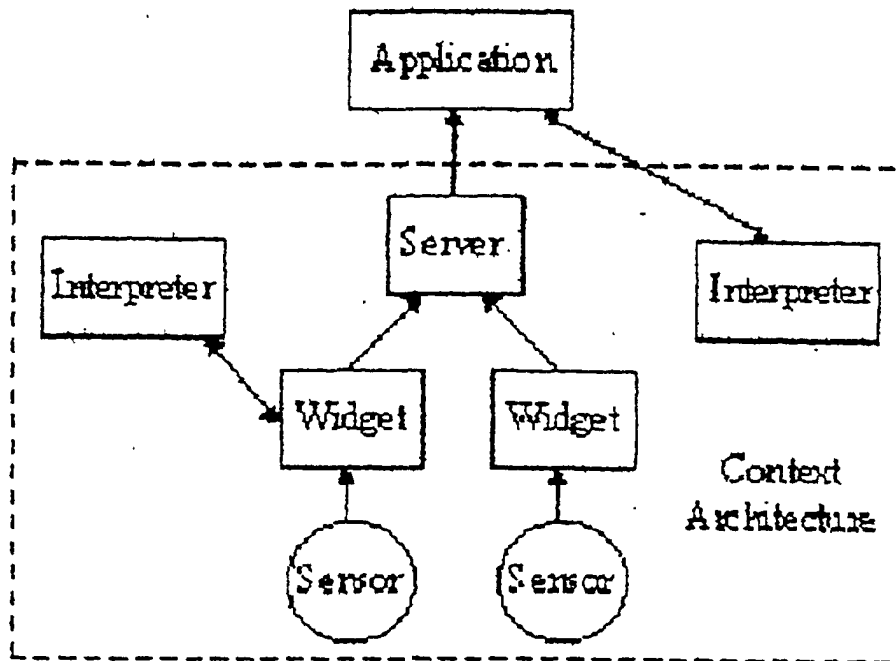 Application
Server
Interpreter
Interpreter
Widget
Widget
Context
Architecture
Sensor
Sensor